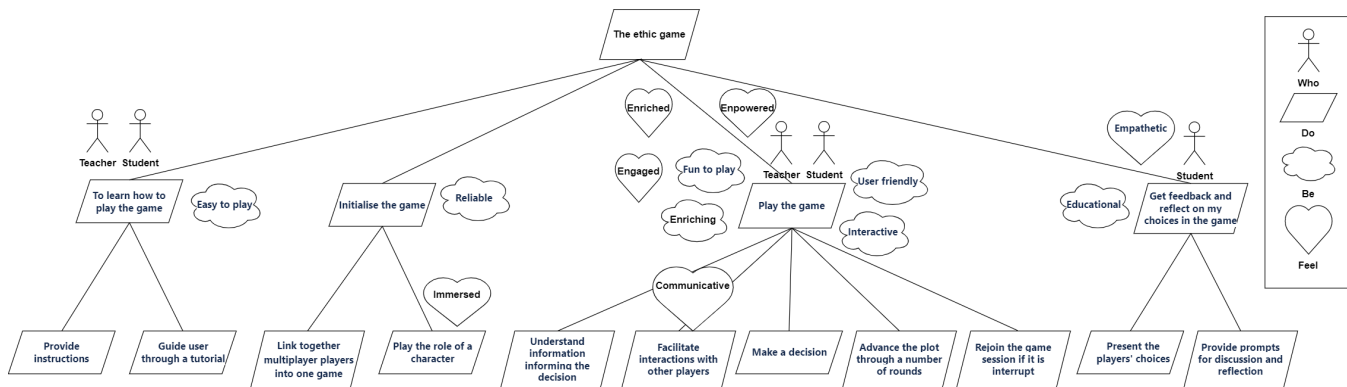 The ethic game
Who
Do
Be
Feel
Enriched
Enpowered
Empathetic
Teacher
Student
Engaged
Fun to play
Teacher
Student
User friendly
Student
To learn how to
play the game
Easy to play
Initialise the game
Reliable
Enriching
Play the game
Interactive
Educational
Get feedback and
reflect on my
choices in the game
Immersed
Communicative
Provide
instructions
Guide user
through a tutorial
Link together
multiplayer players
into one game
Play the role of a
character
Understand
information
informing the
decision
Facilitate
interactions with
other players
Make a decision
Advance the plot
through a number
of rounds
Rejoin the game
session if it is
interrupt
Present the
players' choices
Provide prompts
for discussion and
reflection